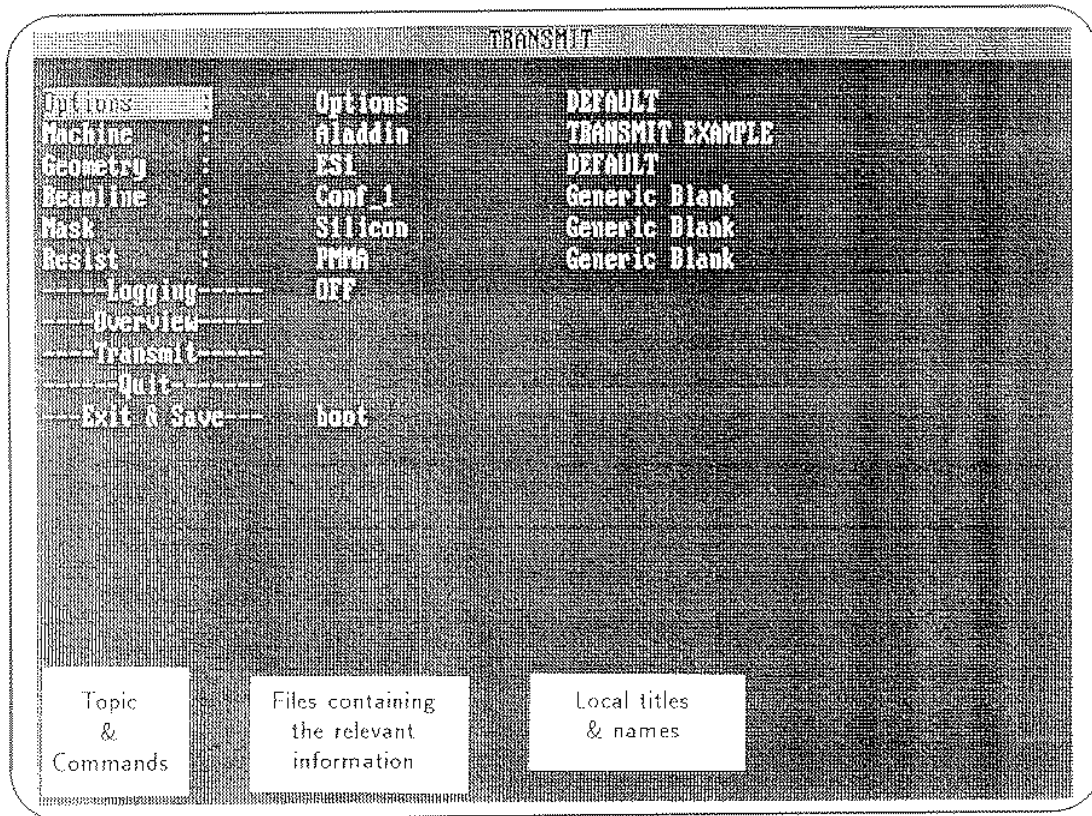 TRANSMIT
Options : Options DEFAULT
Machine : Aladdin TRANSMIT EXAMPLE
Geometry : ES1 DEFAULT
Beamline : Conf_1 Generic Blank
Mask : Silicon Generic Blank
Resist : PMMA Generic Blank
-----Logging----- OFF
----Overview-----
----Transmit-----
------Quit-------
---Exit & Save--- boot
Topic
&
Commands
Files containing
the relevant
information
Local titles
& names